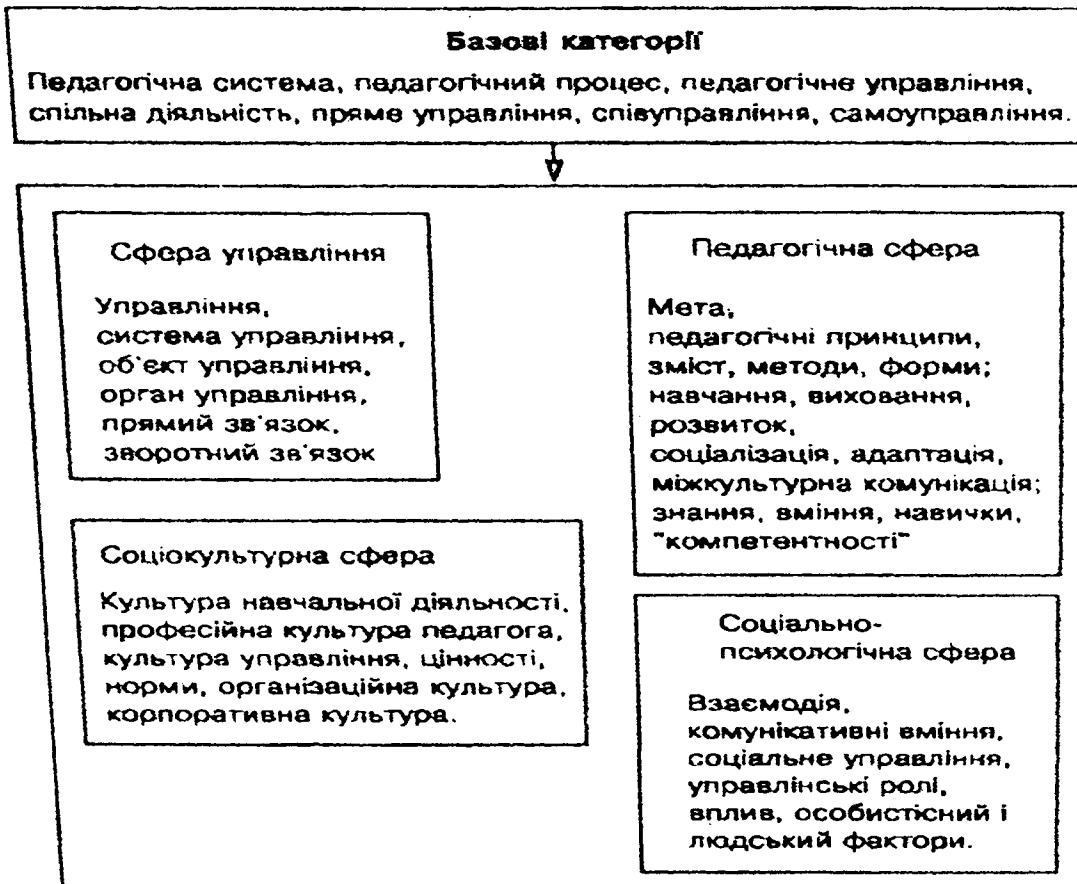 Базові категорії
Педагогічна система, педагогічний процес, педагогічне управління,
спільна діяльність, пряме управління, співуправління, самоуправління.
Сфера управління
Управління,
система управління,
об'єкт управління,
орган управління,
прямий зв'язок,
зворотний зв'язок
Соціокультурна сфера
Культура навчальної діяльності,
професійна культура педагога,
культура управління, цінності,
норми, організаційна культура,
корпоративна культура.
Педагогічна сфера
Мета,
педагогічні принципи,
зміст, методи, форми;
навчання, виховання,
розвиток,
соціалізація, адаптація,
міжкультурна комунікація;
знання, вміння, навички,
"компетентності"
Соціально-
психологічна сфера
Взаємодія,
комунікативні вміння,
соціальне управління,
управлінські ролі,
вплив, особистісний і
людський фактори.